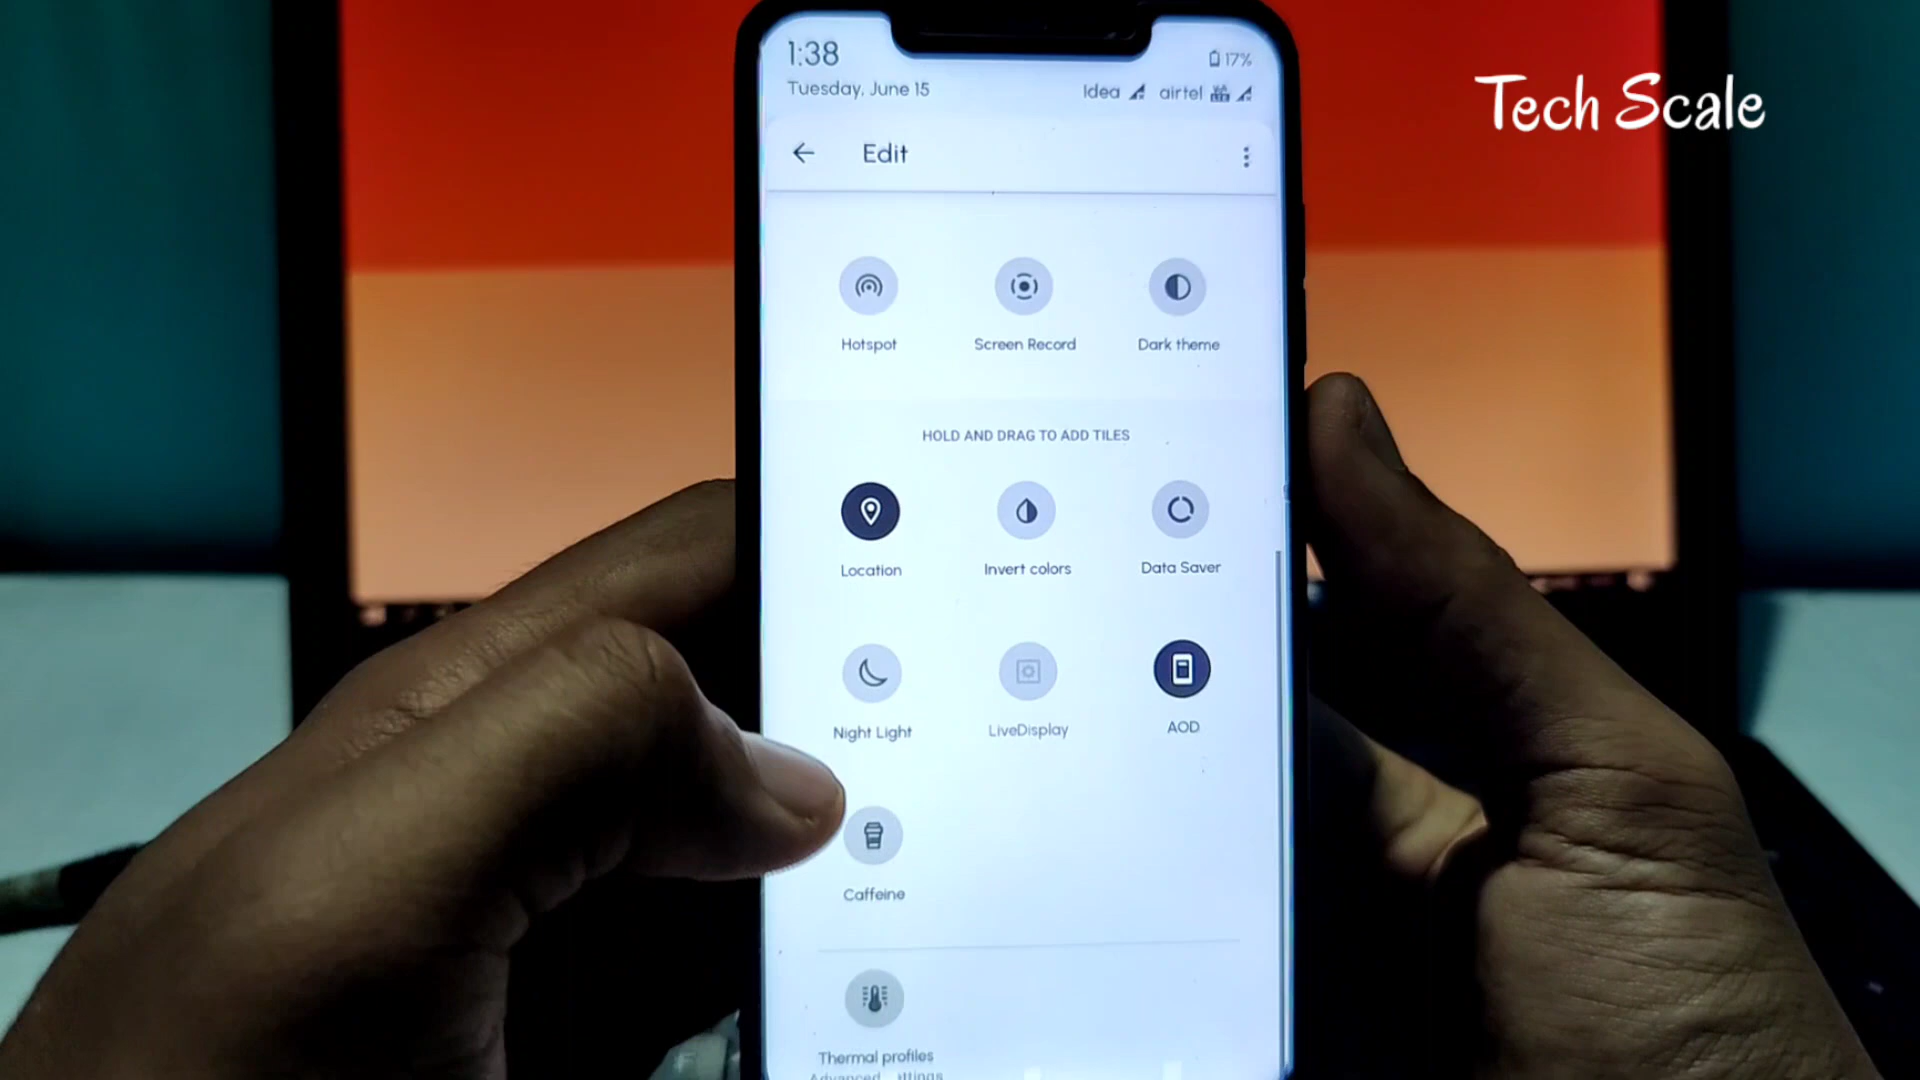 1:38
17%
Tuesday, June 15
Idea airtel
Tech Scale
Edit
Hotspot Screen Record Dark theme
HOLD AND DRAG TO ADD TILES
Location Invert colors Data Saver
Night Light LiveDisplay AOD
Caffeine
Thermal profiles
Advanced